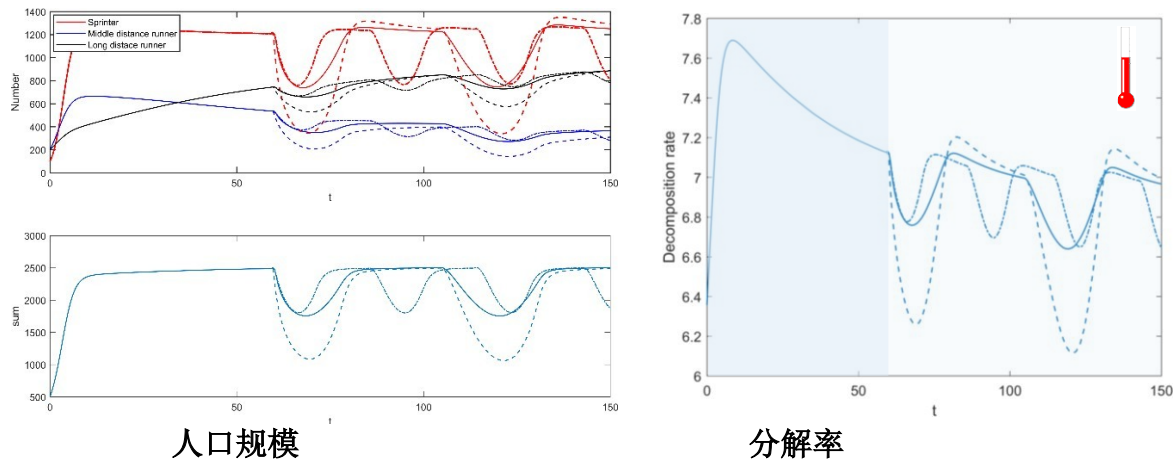 1400
1200
1000
800
600
400
200
0
Number
Sprinter
Middle distance runner
Long distace runner
0 50 100 150
t
3000
2500
2000
1500
1000
500
sum
0 50 100 150
t
人口规模
7.8
7.6
7.4
7.2
7
6.8
6.6
6.4
6.2
6
Decomposition rate
0 50 100 150
t
分解率